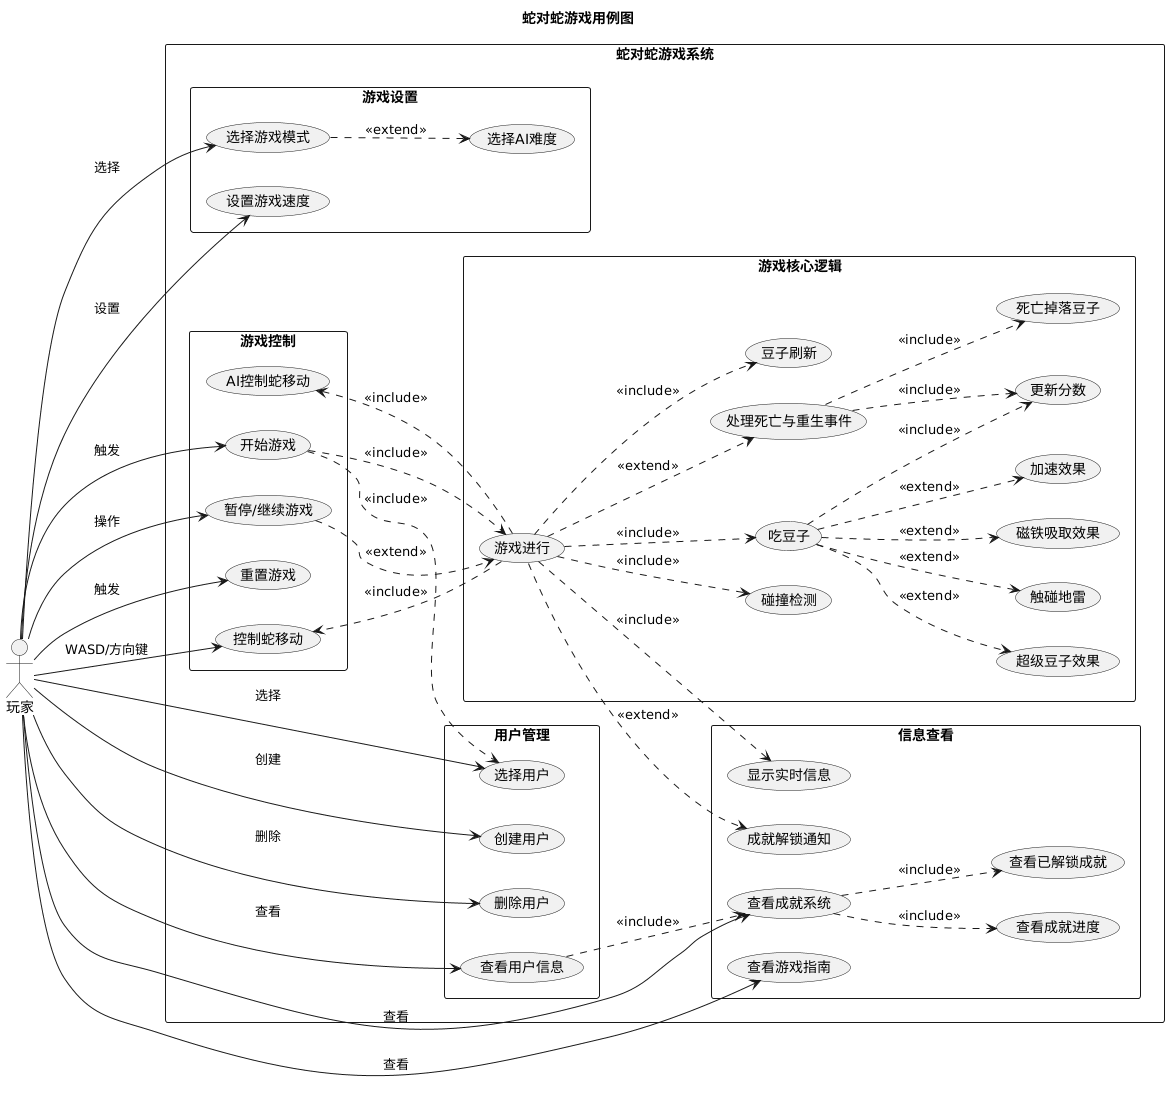 蛇对蛇游戏用例图
蛇对蛇游戏系统
游戏设置
选择游戏模式
«extend»
选择AI难度
选择
设置游戏速度
设置
游戏核心逻辑
死亡掉落豆子
游戏控制
豆子刷新
«include»
AI控制蛇移动
«include»
«include»
更新分数
«include»
处理死亡与重生事件
«include»
触发
开始游戏
«include»
«extend»
加速效果
«extend»
«include»
操作
暂停/继续游戏
磁铁吸取效果
«extend»
«include»
吃豆子
游戏进行
«extend»
«extend»
«include»
触发
重置游戏
«include»
碰撞检测
触碰地雷
«extend»
«include»
WASD/方向键
控制蛇移动
超级豆子效果
玩家
选择
«extend»
用户管理
信息查看
创建
选择用户
显示实时信息
删除
创建用户
成就解锁通知
查看已解锁成就
«include»
查看
删除用户
«include»
查看成就系统
«include»
查看成就进度
查看用户信息
查看游戏指南
查看
查看